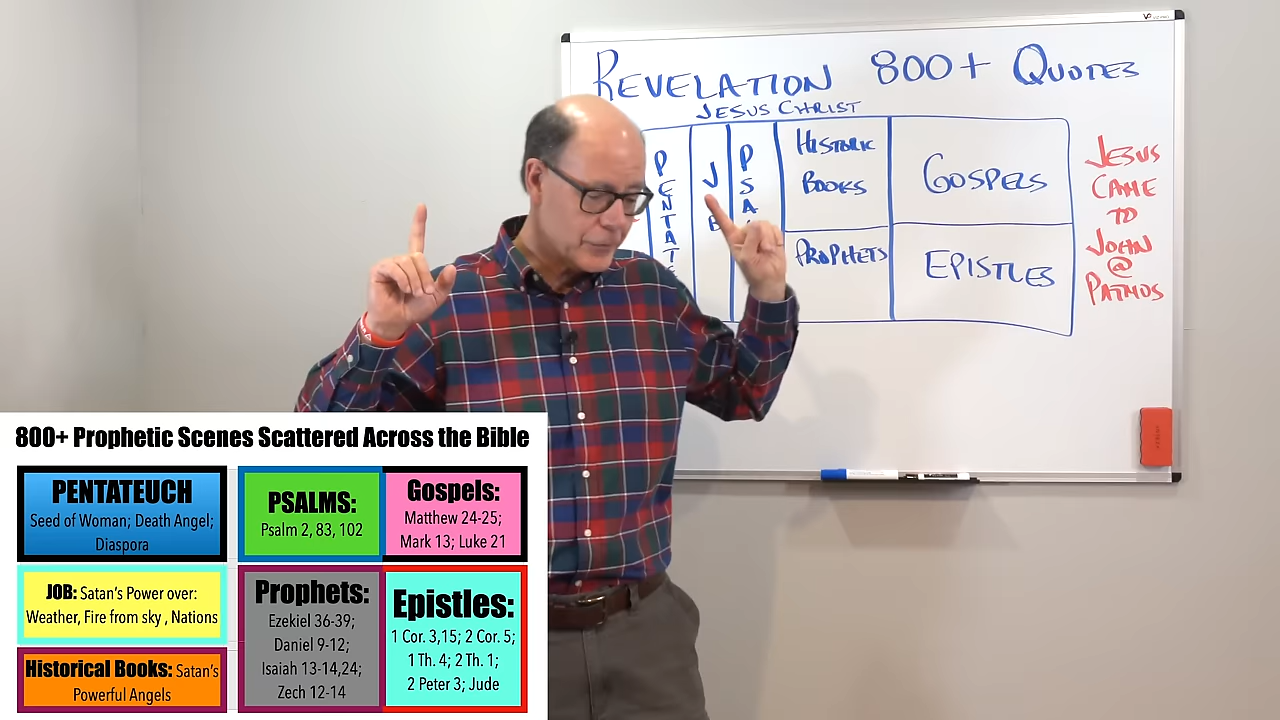 REVELATION 800+ QUOTES
JESUS CHRIST
PENTAT
J
B
PSA
HISTORIC
BOOKS
PROPHETS
GOSPELS
EPISTLES
JESUS
CAME
TO
JOHN
@
PATMOS
800+ Prophetic Scenes Scattered Across the Bible
PENTATEUCH
Seed of Woman; Death Angel;
Diaspora
JOB: Satan's Power over:
Weather, Fire from sky , Nations
Historical Books: Satan's
Powerful Angels
PSALMS:
Psalm 2, 83, 102
Gospels:
Matthew 24-25;
Mark 13; Luke 21
Prophets:
Ezekiel 36-39;
Daniel 9-12;
Isaiah 13-14,24;
Zech 12-14
Epistles:
1 Cor. 3,15; 2 Cor. 5;
1 Th. 4; 2 Th. 1;
2 Peter 3; Jude